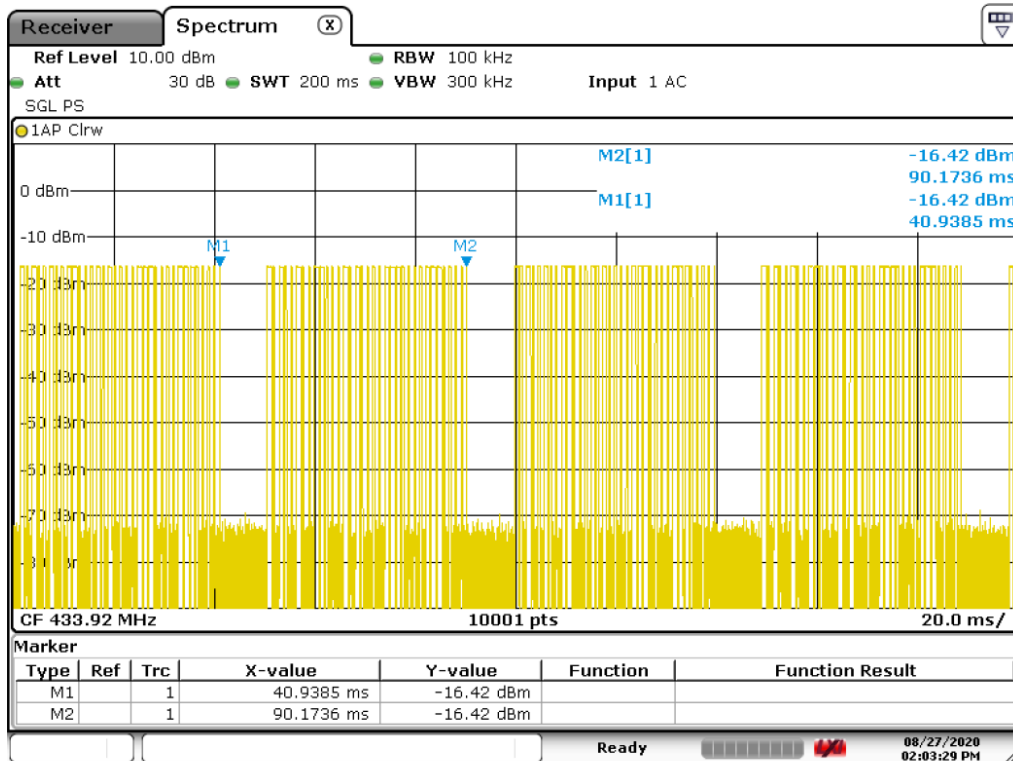 Receiver Spectrum X
Ref Level 10.00 dBm RBW 100 kHz
Att 30 dB SWT 200 ms VBW 300 kHz Input 1 AC
SGL PS
1AP Clrw
M2[1] -16.42 dBm
90.1736 ms
0 dBm
M1[1] -16.42 dBm
40.9385 ms
-10 dBm
M1 M2
-20 dBm
-30 dBm
-40 dBm
-50 dBm
-60 dBm
-70 dBm
CF 433.92 MHz 10001 pts 20.0 ms/
Marker
Type Ref Trc X-value Y-value Function Function Result
M1 1 40.9385 ms -16.42 dBm
M2 1 90.1736 ms -16.42 dBm
Ready LXI 08/27/2020
02:03:29 PM